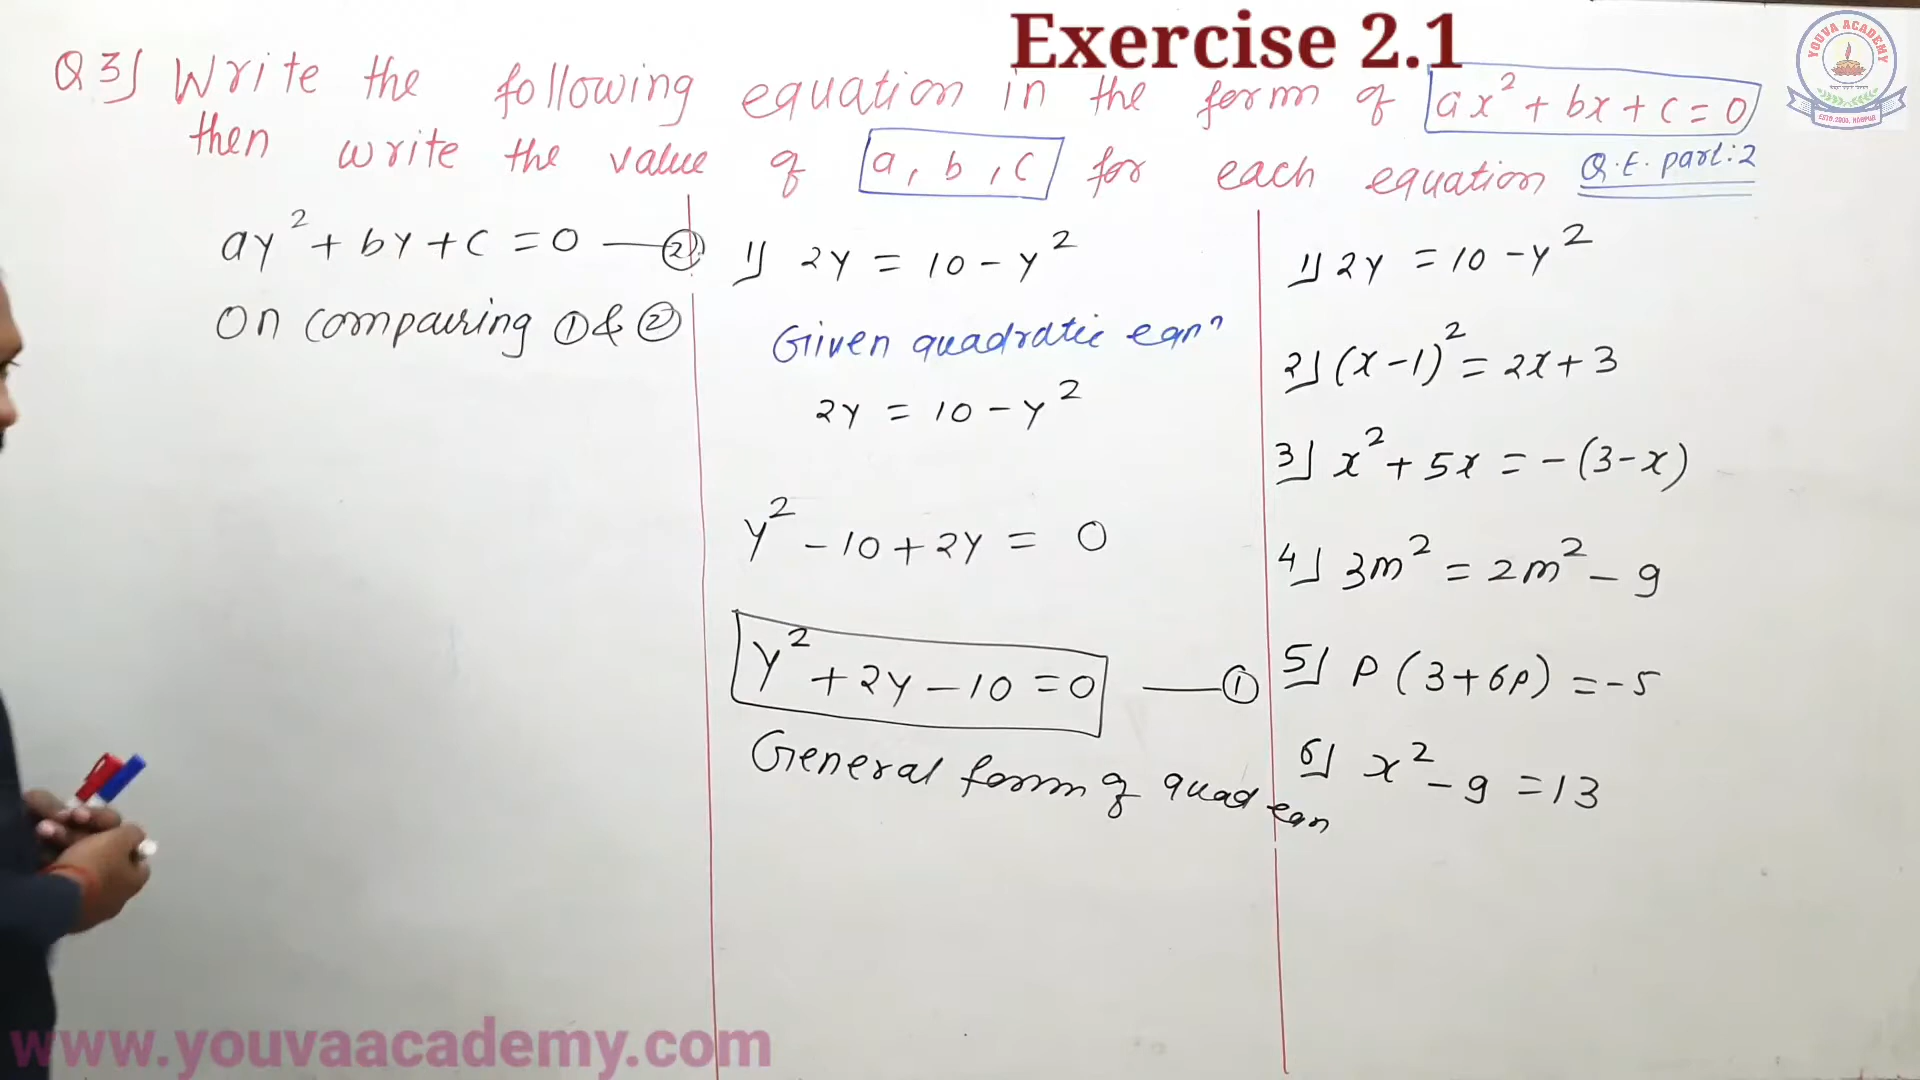 Exercise 2.1
Q 3] Write the following equation in the form of ax² + bx + c = 0
then write the value of a, b, c for each equation Q.E. part:2
ay² + by + c = 0 — ②
On comparing ① & ②
1] 2y = 10 - y²
Given quadratic eqnⁿ
2y = 10 - y²
y² - 10 + 2y = 0
y² + 2y - 10 = 0 — ①
General form of quad eqn
1] 2y = 10 - y²
2] (x - 1)² = 2x + 3
3] x² + 5x = - (3 - x)
4] 3m² = 2m² - 9
5] p (3 + 6p) = -5
6] x² - 9 = 13
YOUVA ACADEMY
www.youvaacademy.com